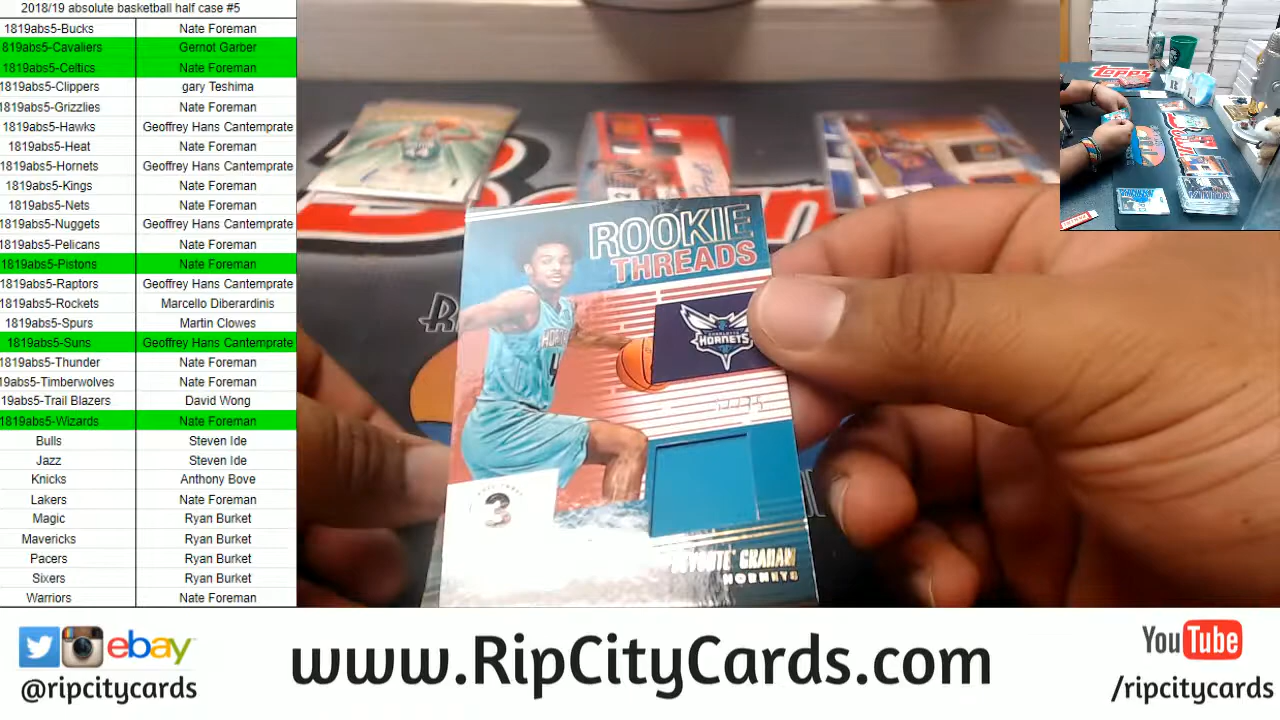 2018/19 absolute basketball half case #5
1819abs5-Bucks Nate Foreman
819abs5-Cavaliers Gernot Garber
1819abs5-Celtics Nate Foreman
1819abs5-Clippers gary Teshima
1819abs5-Grizzlies Nate Foreman
1819abs5-Hawks Geoffrey Hans Cantemprate
1819abs5-Heat Nate Foreman
1819abs5-Hornets Geoffrey Hans Cantemprate
1819abs5-Kings Nate Foreman
1819abs5-Nets Nate Foreman
1819abs5-Nuggets Geoffrey Hans Cantemprate
1819abs5-Pelicans Nate Foreman
1819abs5-Pistons Nate Foreman
1819abs5-Raptors Geoffrey Hans Cantemprate
1819abs5-Rockets Marcello Diberardinis
1819abs5-Spurs Martin Clowes
1819abs5-Suns Geoffrey Hans Cantemprate
1819abs5-Thunder Nate Foreman
19abs5-Timberwolves Nate Foreman
19abs5-Trail Blazers David Wong
1819abs5-Wizards Nate Foreman
Bulls Steven Ide
Jazz Steven Ide
Knicks Anthony Bove
Lakers Nate Foreman
Magic Ryan Burket
Mavericks Ryan Burket
Pacers Ryan Burket
Sixers Ryan Burket
Warriors Nate Foreman
ROOKIE
THREADS
CHARLOTTE
HORNETS
3
GRAHAM
HORNETS
topps
ebay
@ripcitycards
www.RipCityCards.com
YouTube
/ripcitycards